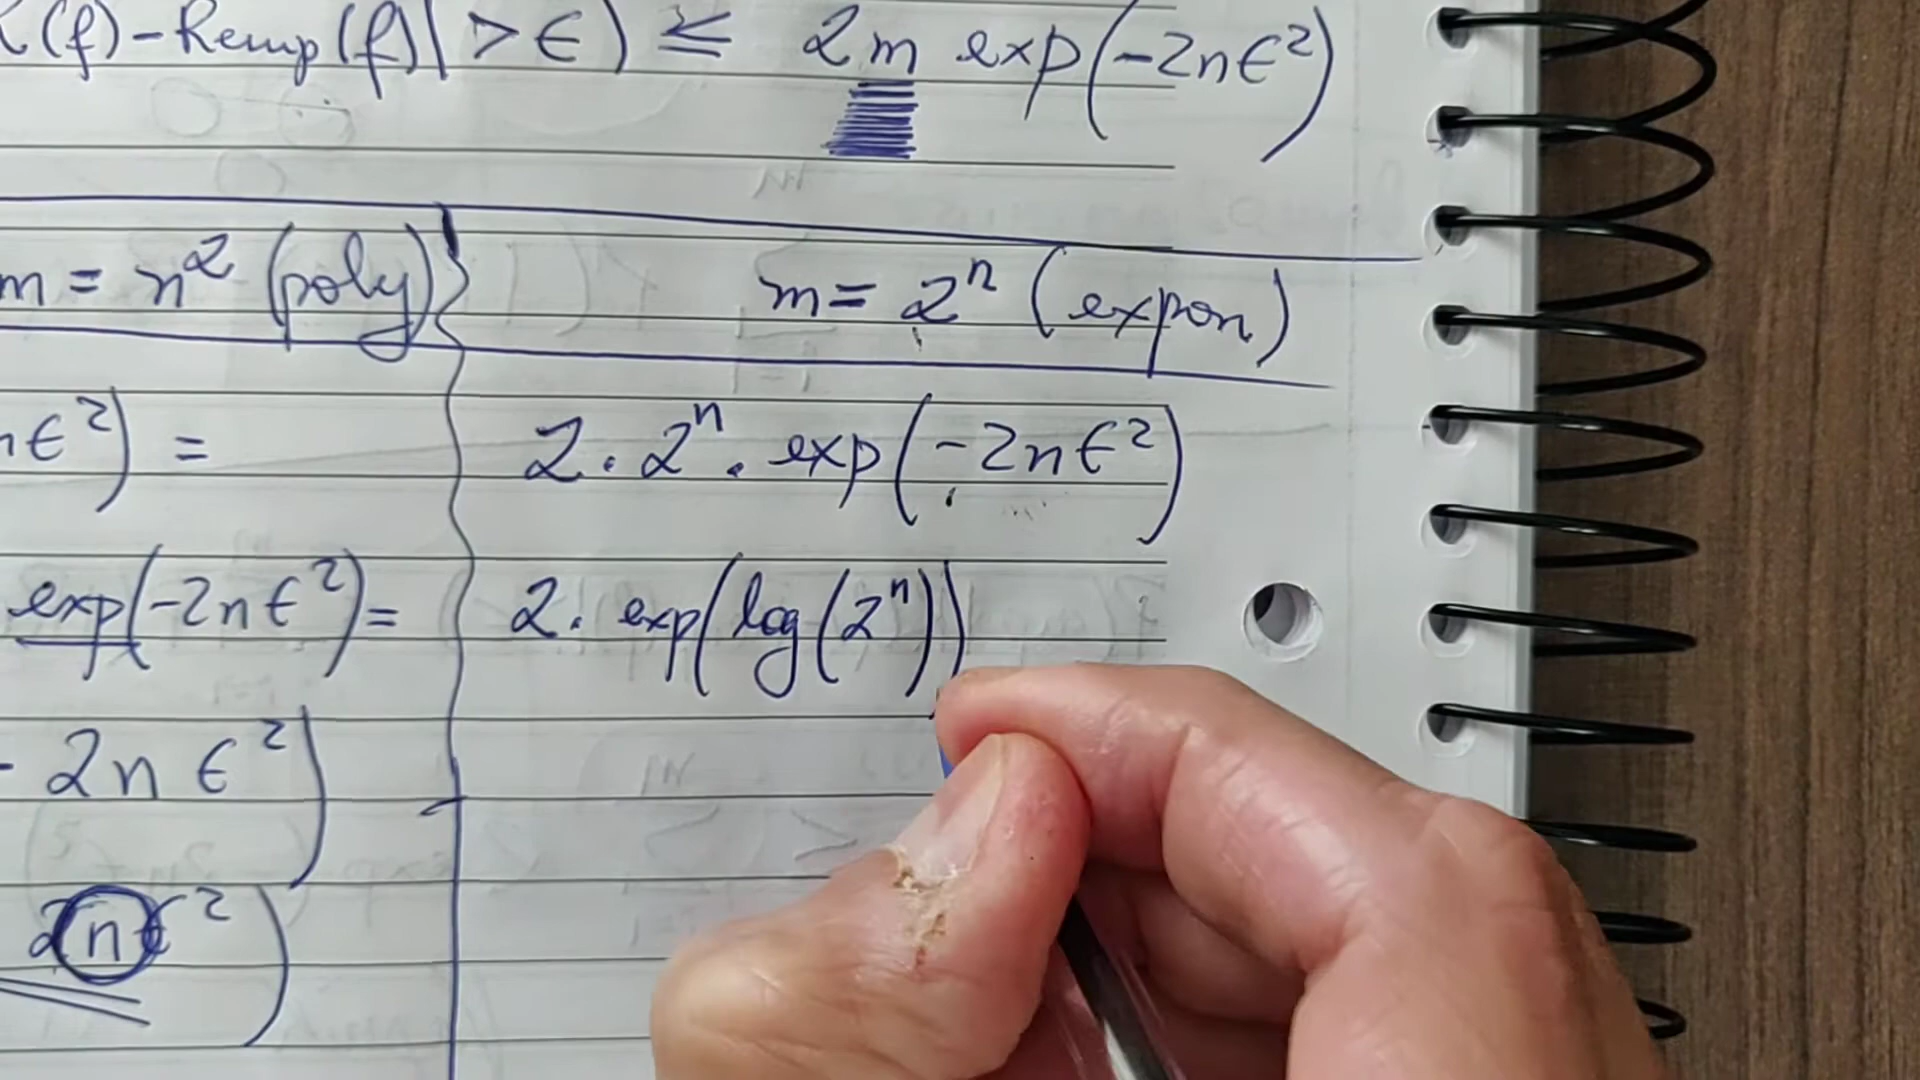 (f) - Remp(f)| > ϵ) ≤ 2m exp(-2nϵ²)
m = n² (poly) m = 2ⁿ (expon)
nϵ²) = 2 · 2ⁿ · exp(-2nϵ²)
exp(-2nϵ²) = 2 · exp(log(2ⁿ))
- 2nϵ²)
2nϵ²)